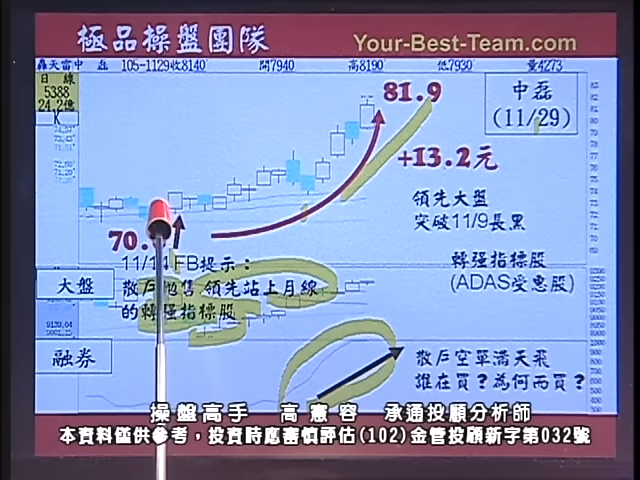 極品操盤團隊
Your-Best-Team.com
105-1129收8140 開7940 高8190 低7930 量4273
日線
5388
24.2億
K
81.9
中磊
(11/29)
+13.2元
領先大盤
突破11/9長黑
70.
11/14 FB提示:
散戶拋售 領先站上月線
的轉强指標股
轉强指標股
(ADAS受惠股)
大盤
融券
散戶空單滿天飛
誰在買?為何而買?
操盤高手 高憲容 承通投顧分析師
本資料僅供參考,投資時應審慎評估(102)金管投顧新字第032號